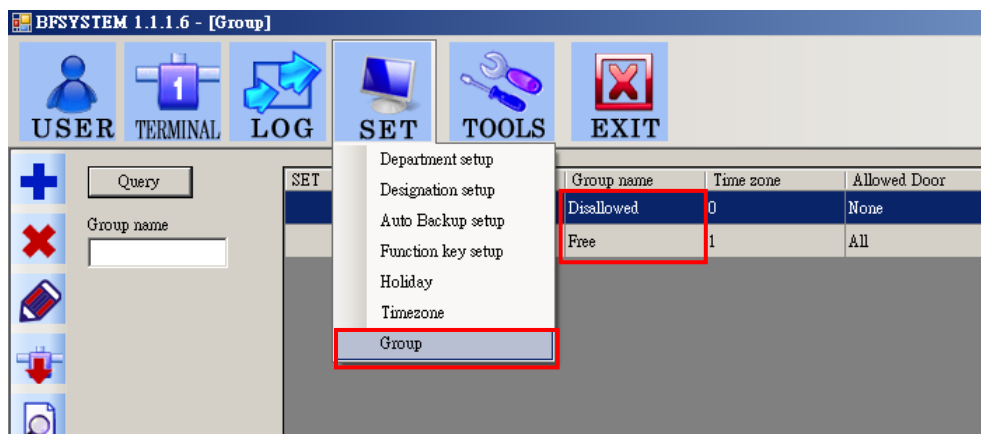 BFSYSTEM 1.1.1.6 - [Group]
1
USER TERMINAL LOG SET TOOLS EXIT
Department setup
Designation setup
Auto Backup setup
Function key setup
Holiday
Timezone
Group
Query
Group name
SET Group name Time zone Allowed Door
Disallowed 0 None
Free 1 All